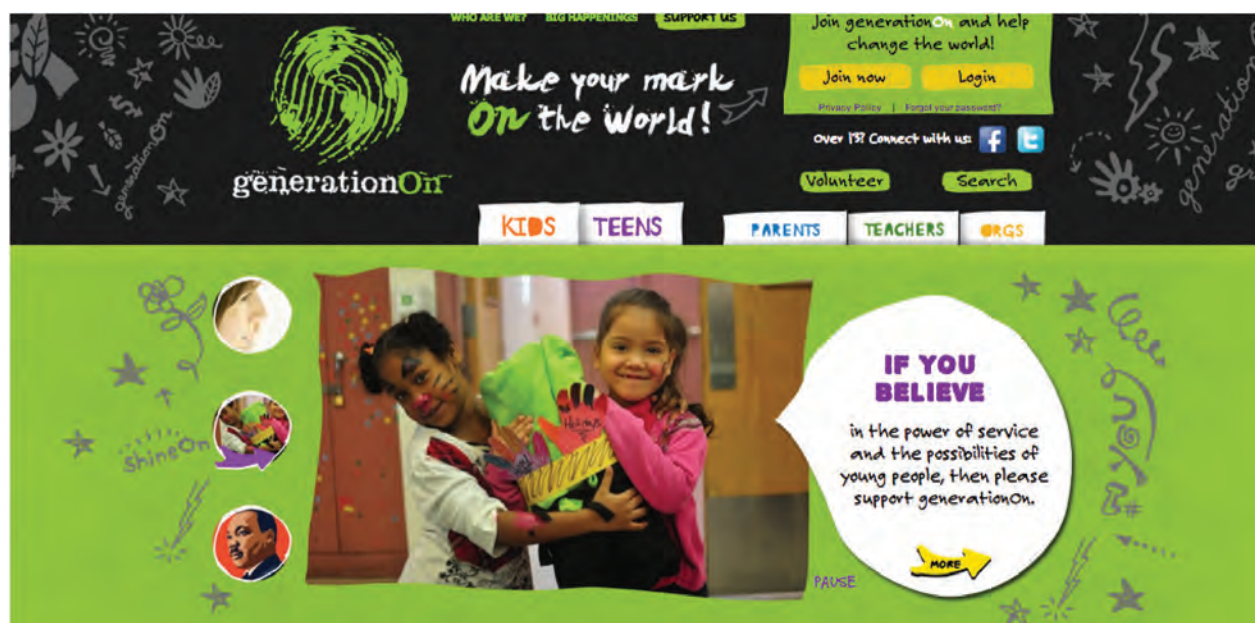 WHO ARE WE? BIG HAPPENINGS SUPPORT US
Join generationOn and help
change the world!
Join now Login
Privacy Policy | Forgot your password?
Make your mark
On the World!
Over 13? Connect with us:
generationOn
Volunteer Search
KIDS TEENS PARENTS TEACHERS ORGS
generationOn
generation
ShineOn
Holidays
IF YOU
BELIEVE
in the power of service
and the possibilities of
young people, then please
support generationOn.
MORE
PAUSE